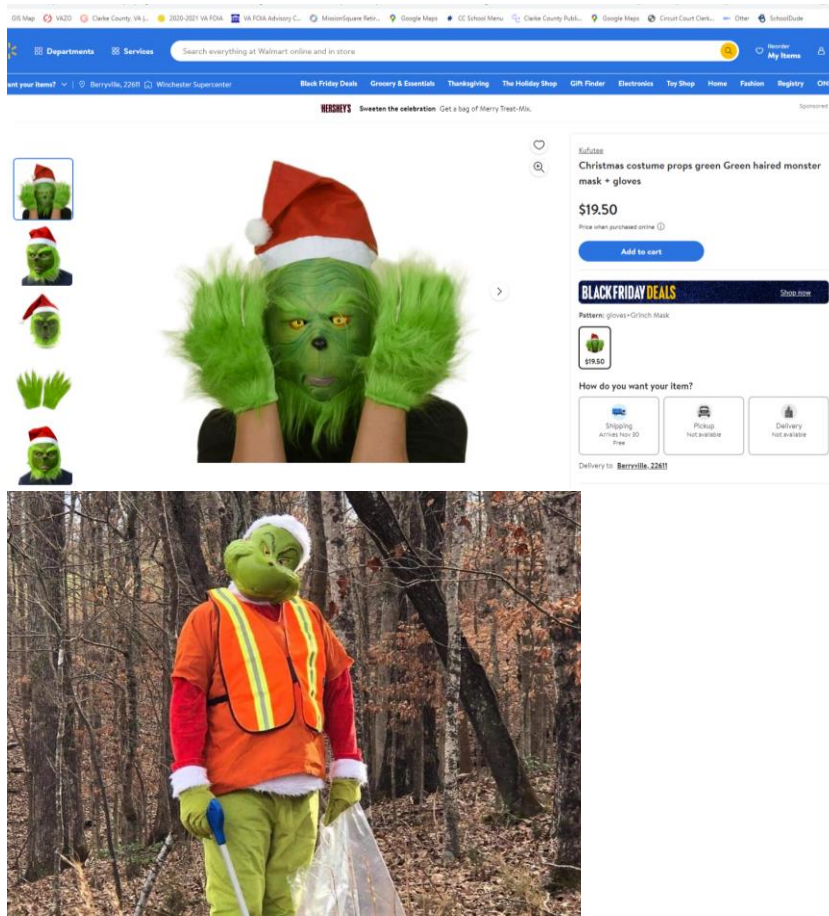 GIS Map VAZO Clarke County, VA |... 2020-2021 VA FOIA VA FOIA Advisory C... MissionSquare Retir... Google Maps CC School Menu Clarke County Publi... Google Maps Circuit Court Clerk... Otter SchoolDude
Departments Services Search everything at Walmart online and in store Reorder
My Items
ant your items? Berryville, 22611 Winchester Supercenter Black Friday Deals Grocery & Essentials Thanksgiving The Holiday Shop Gift Finder Electronics Toy Shop Home Fashion Registry ON
HERSHEY'S Sweeten the celebration Get a bag of Merry Treat-Mix. Sponsored
Kufutee
Christmas costume props green Green haired monster
mask + gloves
$19.50
Price when purchased online
Add to cart
BLACK FRIDAY DEALS Shop now
Pattern: gloves+Grinch Mask
$19.50
How do you want your item?
Shipping
Arrives Nov 30
Free
Pickup
Not available
Delivery
Not available
Delivery to Berryville, 22611